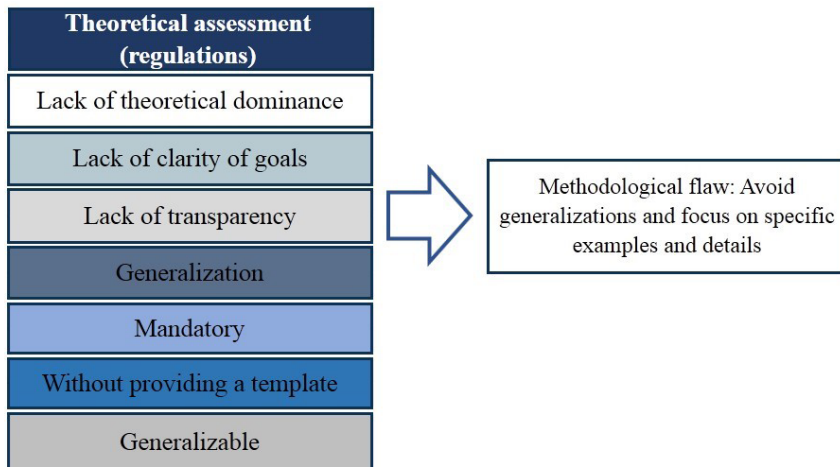 Theoretical assessment
(regulations)
Lack of theoretical dominance
Lack of clarity of goals
Lack of transparency
Generalization
Mandatory
Without providing a template
Generalizable
Methodological flaw: Avoid
generalizations and focus on specific
examples and details